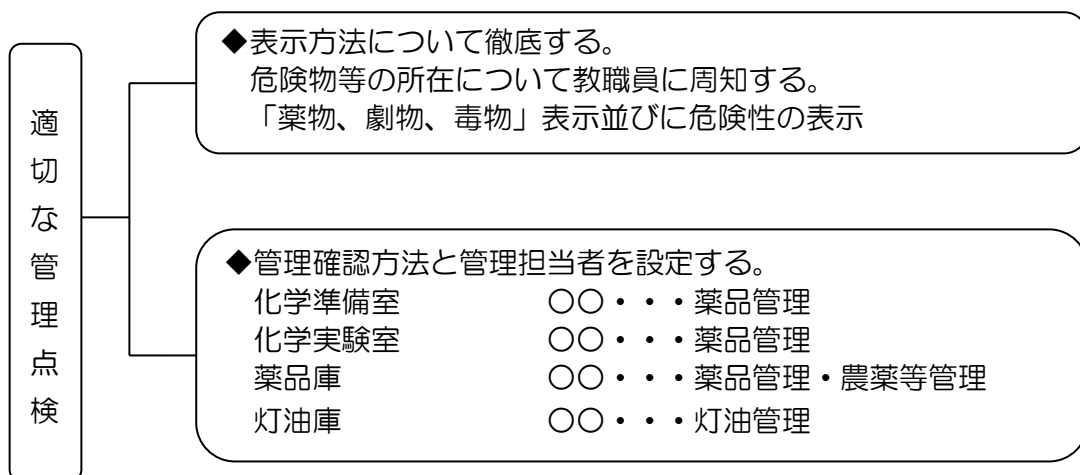 適切な管理点検
◆表示方法について徹底する。
危険物等の所在について教職員に周知する。
「薬物、劇物、毒物」表示並びに危険性の表示
◆管理確認方法と管理担当者を設定する。
化学準備室 〇〇・・・薬品管理
化学実験室 〇〇・・・薬品管理
薬品庫 〇〇・・・薬品管理・農薬等管理
灯油庫 〇〇・・・灯油管理